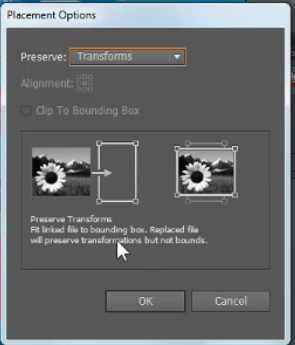 Placement Options
Preserve: Transforms
Alignment:
Clip To Bounding Box
Preserve Transforms
Fit linked file to bounding box. Replaced file
will preserve transformations but not bounds.
OK Cancel